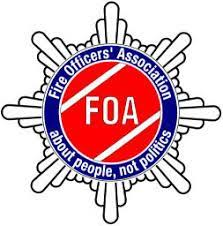 Fire Officers' Association
FOA
about people, not politics